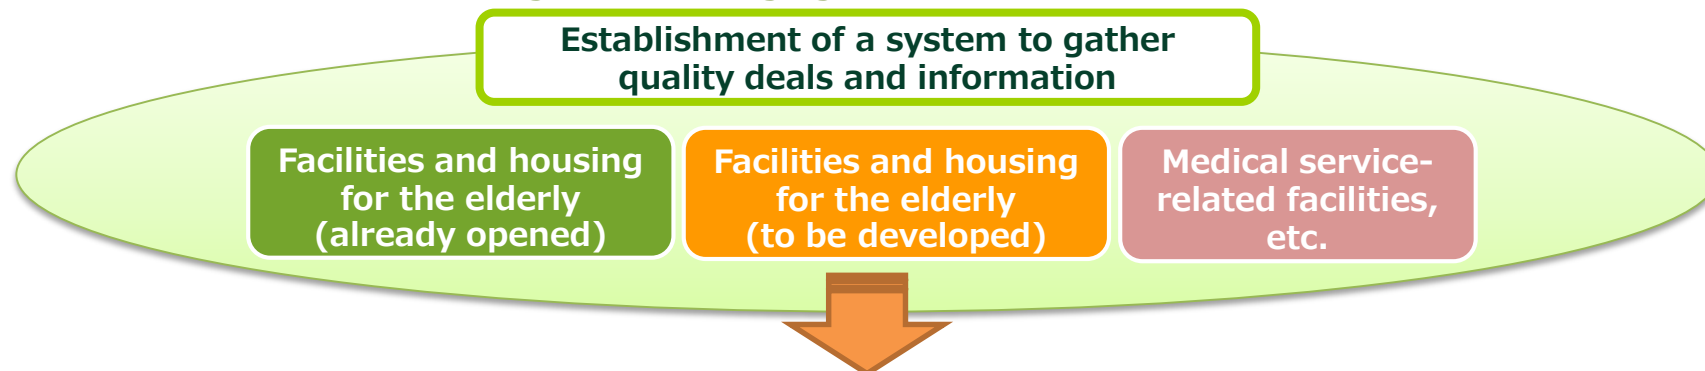 Establishment of a system to gather
quality deals and information
Facilities and housing
for the elderly
(already opened)
Facilities and housing
for the elderly
(to be developed)
Medical service-
related facilities,
etc.